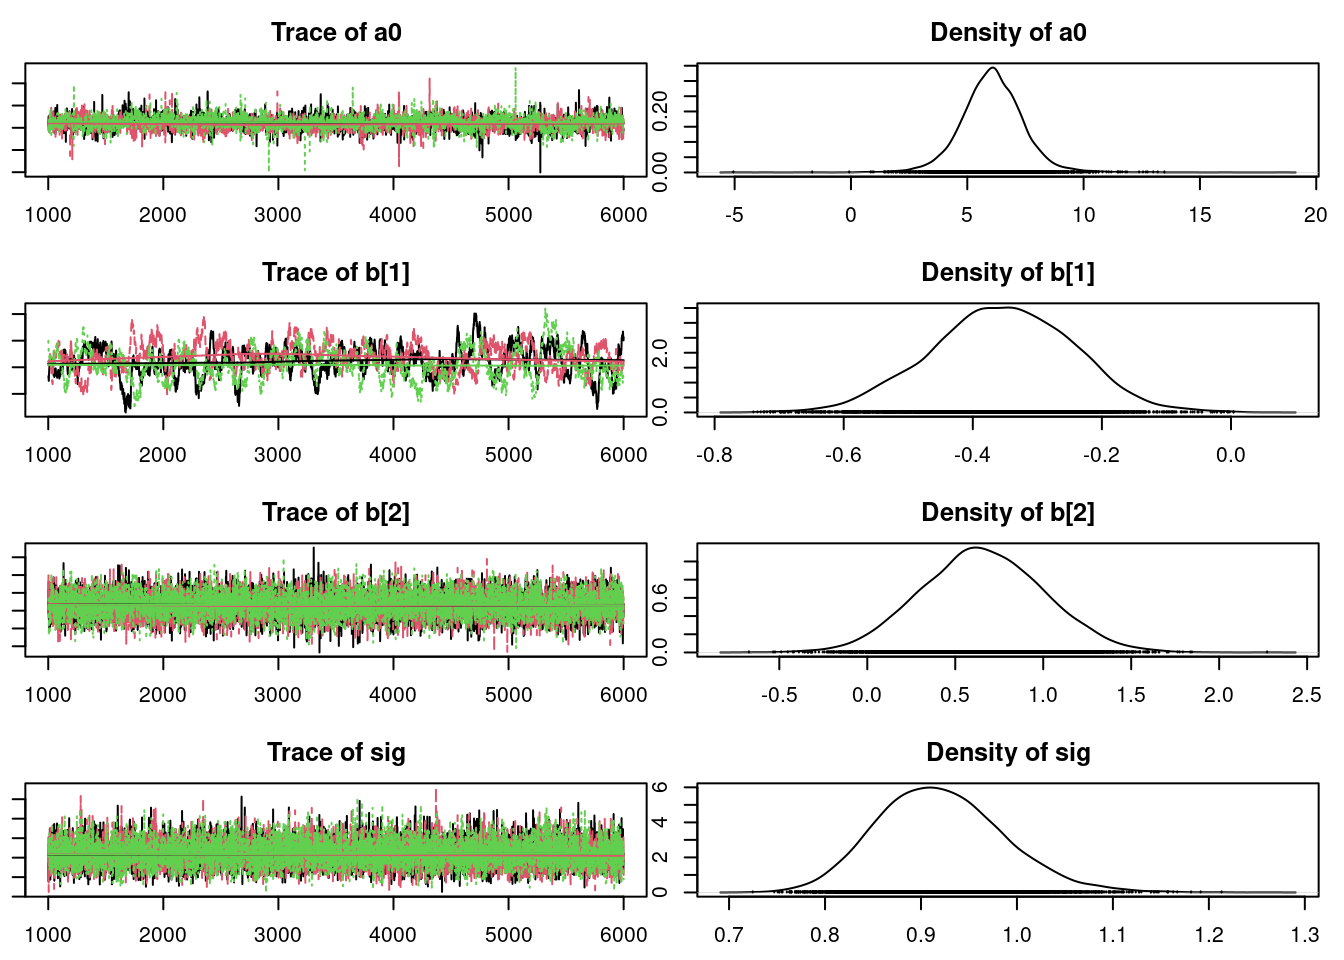 Trace of a0
Density of a0
0.00 0.20
1000 2000 3000 4000 5000 6000
-5 0 5 10 15 20
Trace of b[1]
Density of b[1]
0.0 2.0
1000 2000 3000 4000 5000 6000
-0.8 -0.6 -0.4 -0.2 0.0
Trace of b[2]
Density of b[2]
0.0 0.6
1000 2000 3000 4000 5000 6000
-0.5 0.0 0.5 1.0 1.5 2.0 2.5
Trace of sig
Density of sig
0 2 4 6
1000 2000 3000 4000 5000 6000
0.7 0.8 0.9 1.0 1.1 1.2 1.3